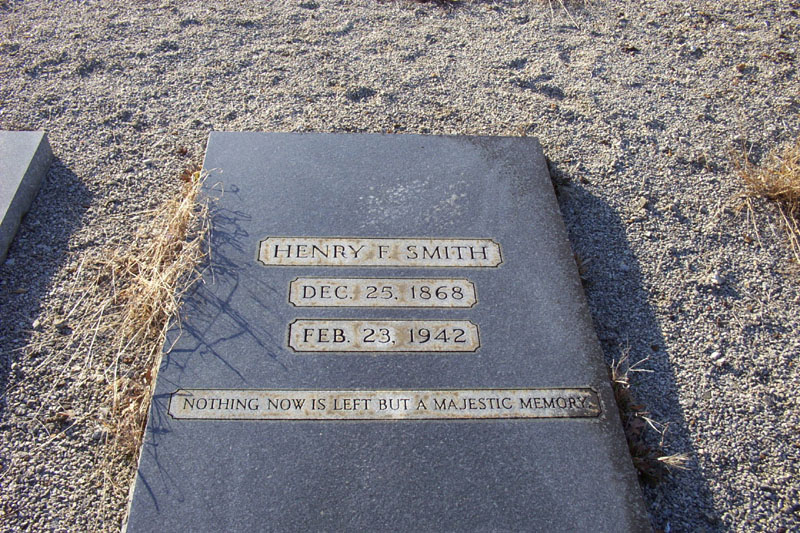 HENRY F. SMITH
DEC. 25, 1868
FEB. 23, 1942
NOTHING NOW IS LEFT BUT A MAJESTIC MEMORY.